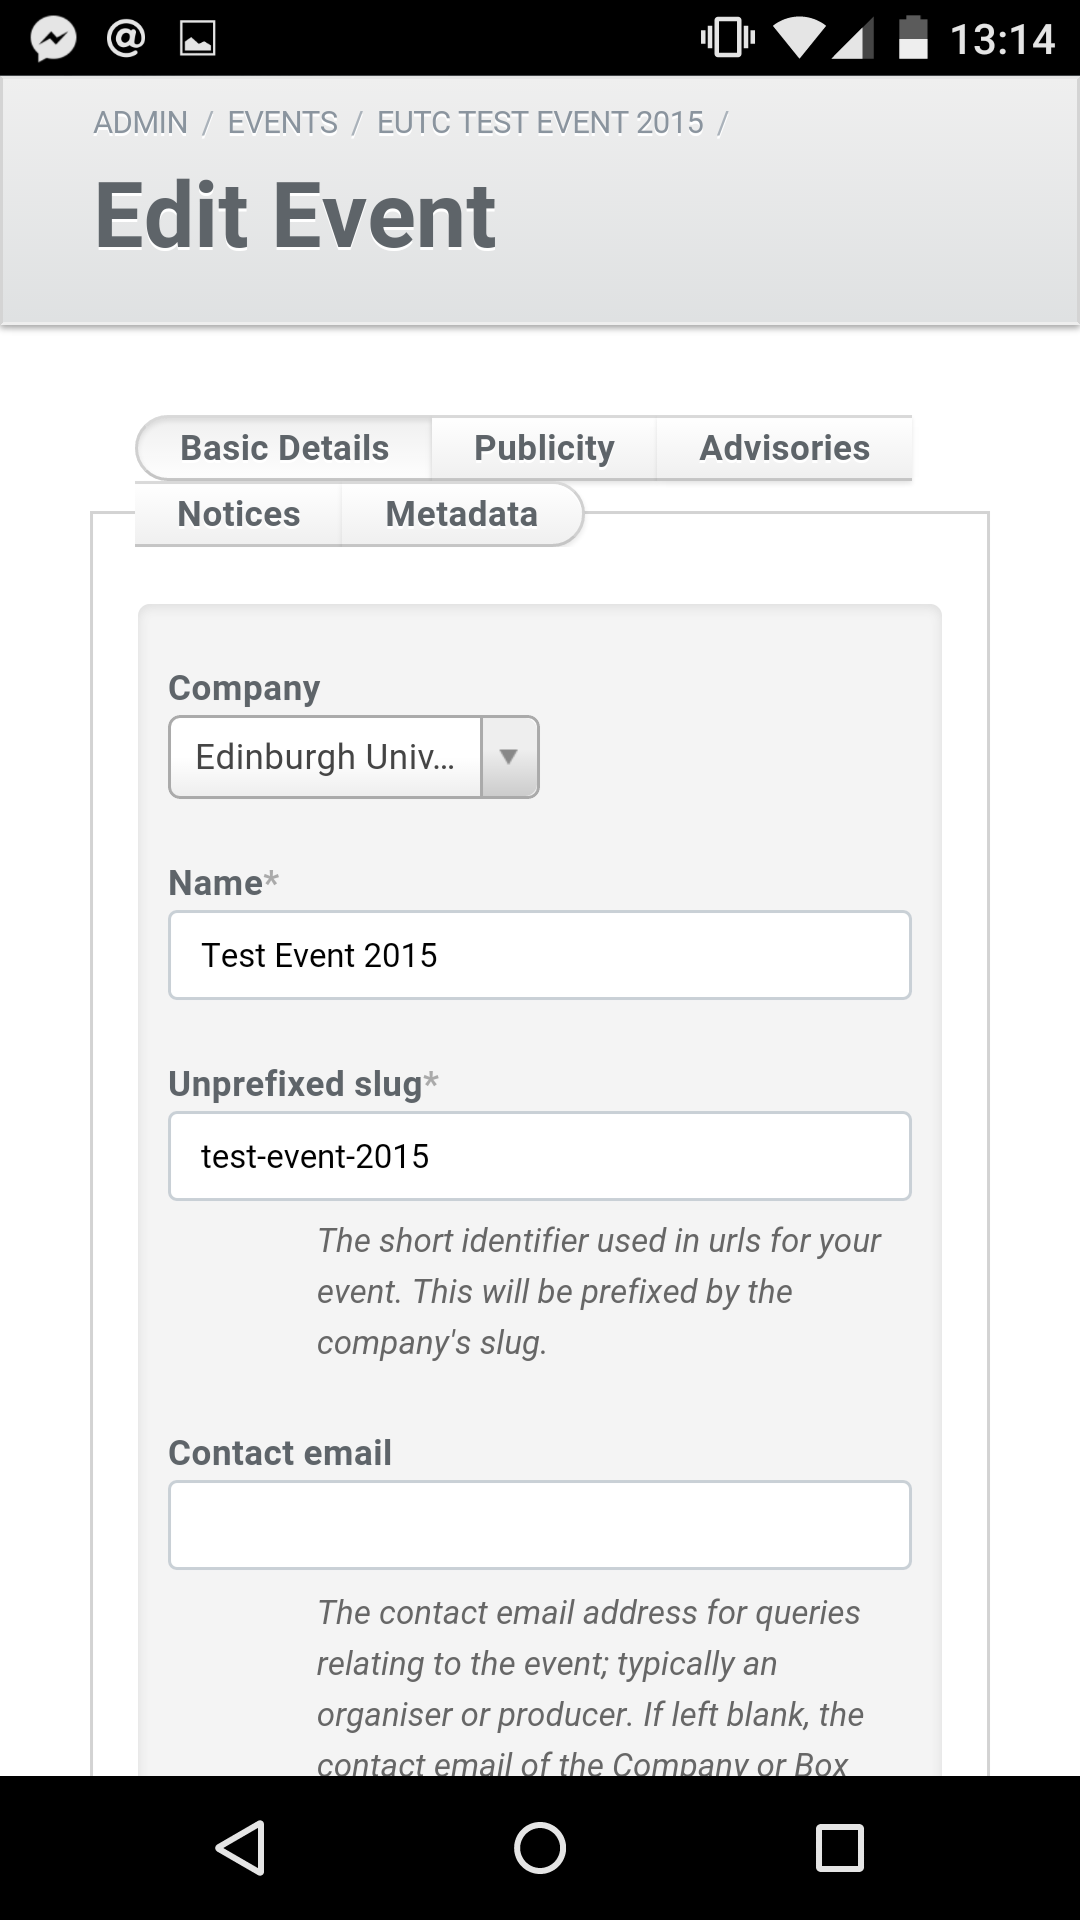 13:14
ADMIN / EVENTS / EUTC TEST EVENT 2015 /
Edit Event
Basic Details Publicity Advisories
Notices Metadata
Company
Edinburgh Univ...
Name*
Test Event 2015
Unprefixed slug*
test-event-2015
The short identifier used in urls for your
event. This will be prefixed by the
company's slug.
Contact email
The contact email address for queries
relating to the event; typically an
organiser or producer. If left blank, the
contact email of the Company or Box